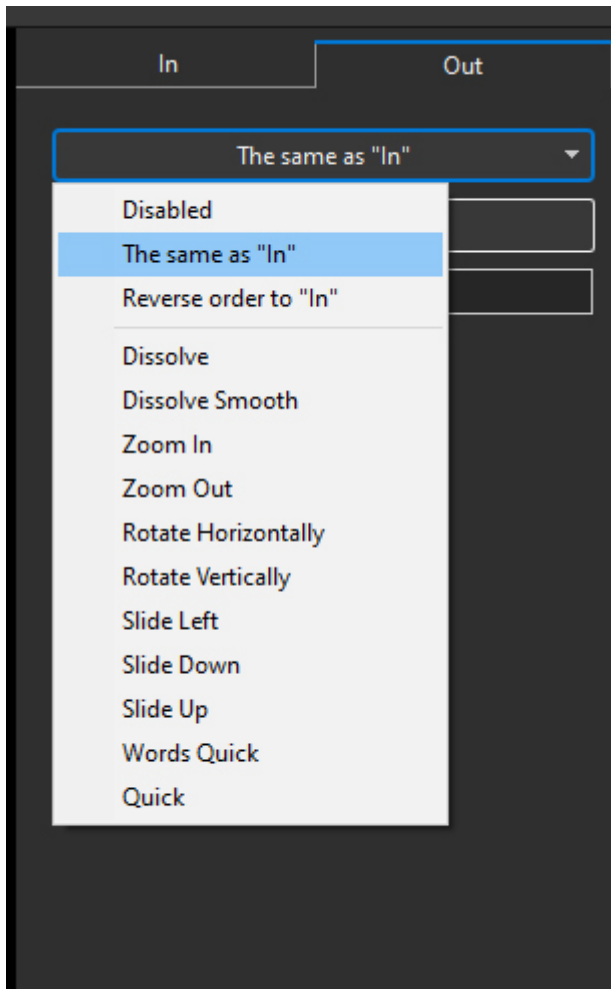 In
Out
The same as "In"
Disabled
The same as "In"
Reverse order to "In"
Dissolve
Dissolve Smooth
Zoom In
Zoom Out
Rotate Horizontally
Rotate Vertically
Slide Left
Slide Down
Slide Up
Words Quick
Quick